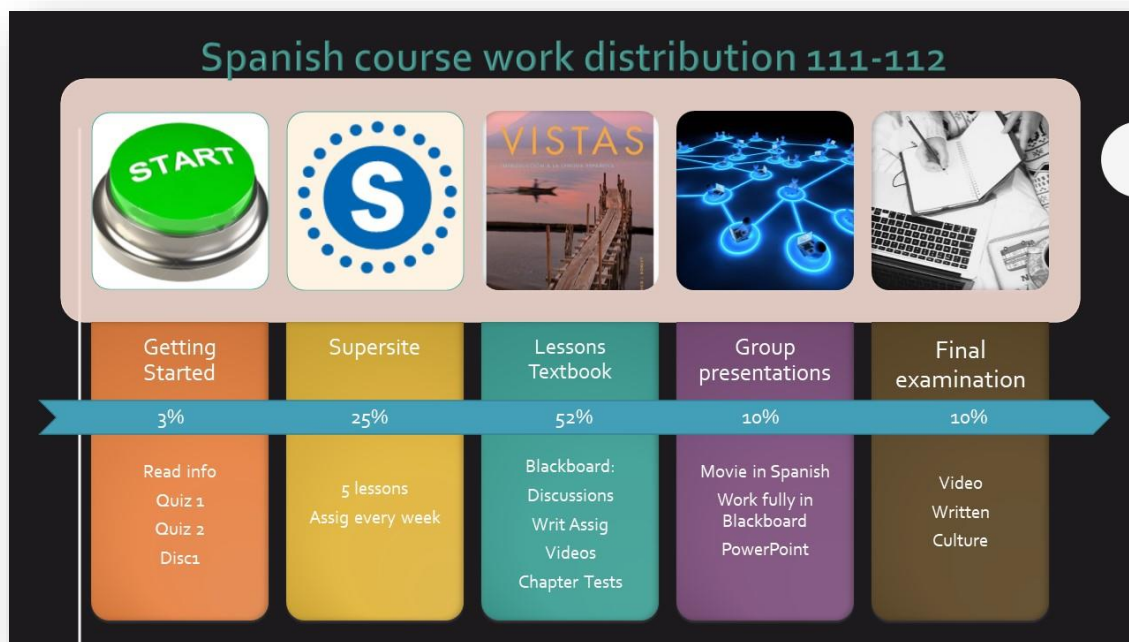 Spanish course work distribution 111-112
START
S
VISTAS
Getting
Started
3%
Read info
Quiz 1
Quiz 2
Disc1
Supersite
25%
5 lessons
Assig every week
Lessons
Textbook
52%
Blackboard:
Discussions
Writ Assig
Videos
Chapter Tests
Group
presentations
10%
Movie in Spanish
Work fully in
Blackboard
PowerPoint
Final
examination
10%
Video
Written
Culture